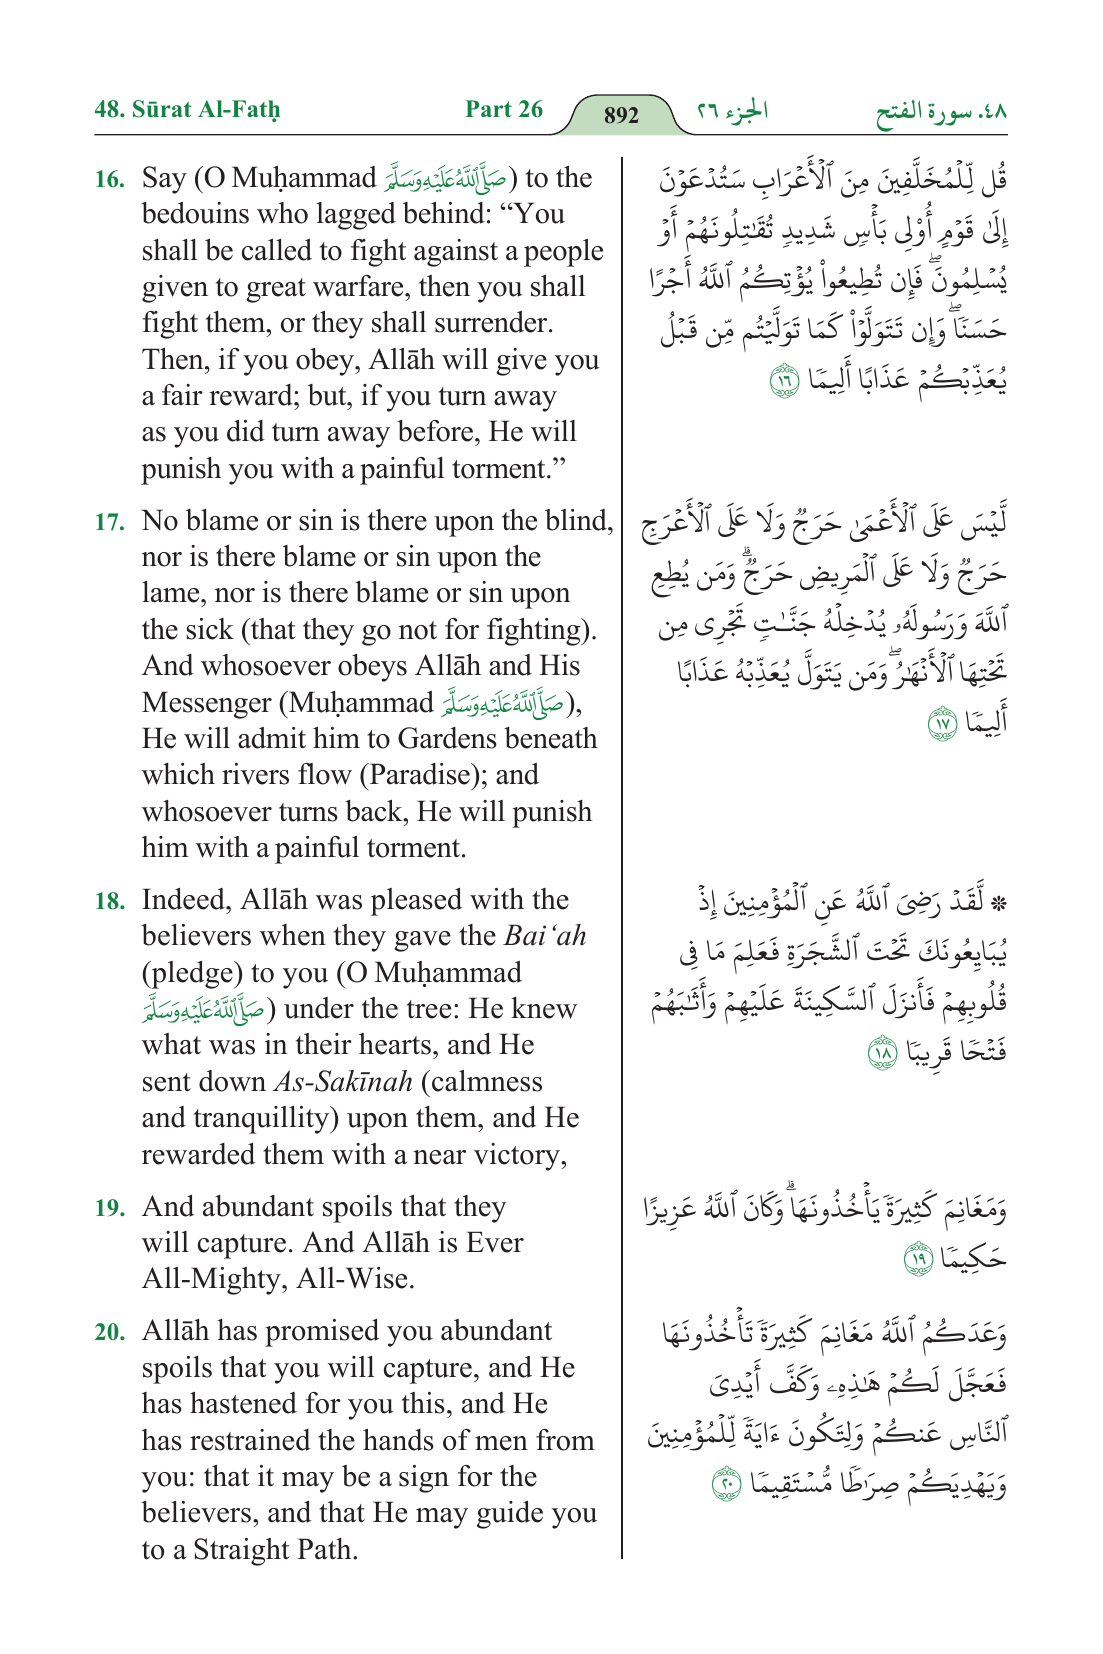 48. Sūrat Al-Fatḥ Part 26 892 الجزء ٢٦ ٤٨. سورة الفتح
16. Say (O Muḥammad صَلَّى اللَّهُ عَلَيْهِ وَسَلَّمَ) to the
bedouins who lagged behind: “You
shall be called to fight against a people
given to great warfare, then you shall
fight them, or they shall surrender.
Then, if you obey, Allāh will give you
a fair reward; but, if you turn away
as you did turn away before, He will
punish you with a painful torment.”
قُل لِّلْمُخَلَّفِينَ مِنَ ٱلْأَعْرَابِ سَتُدْعَوْنَ
إِلَىٰ قَوْمٍ أُوْلِى بَأْسٍ شَدِيدٍ تُقَـٰتِلُونَهُمْ أَوْ
يُسْلِمُونَ ۖ فَإِن تُطِيعُوا۟ يُؤْتِكُمُ ٱللَّهُ أَجْرًا
حَسَنًا ۖ وَإِن تَتَوَلَّوْا۟ كَمَا تَوَلَّيْتُم مِّن قَبْلُ
يُعَذِّبْكُمْ عَذَابًا أَلِيمًا ١٦
17. No blame or sin is there upon the blind,
nor is there blame or sin upon the
lame, nor is there blame or sin upon
the sick (that they go not for fighting).
And whosoever obeys Allāh and His
Messenger (Muḥammad صَلَّى اللَّهُ عَلَيْهِ وَسَلَّمَ),
He will admit him to Gardens beneath
which rivers flow (Paradise); and
whosoever turns back, He will punish
him with a painful torment.
لَّيْسَ عَلَى ٱلْأَعْمَىٰ حَرَجٌ وَلَا عَلَى ٱلْأَعْرَجِ
حَرَجٌ وَلَا عَلَى ٱلْمَرِيضِ حَرَجٌ ۗ وَمَن يُطِعِ
ٱللَّهَ وَرَسُولَهُۥ يُدْخِلْهُ جَنَّـٰتٍ تَجْرِى مِن
تَحْتِهَا ٱلْأَنْهَـٰرُ ۖ وَمَن يَتَوَلَّ يُعَذِّبْهُ عَذَابًا
أَلِيمًا ١٧
18. Indeed, Allāh was pleased with the
believers when they gave the Bai‘ah
(pledge) to you (O Muḥammad
صَلَّى اللَّهُ عَلَيْهِ وَسَلَّمَ) under the tree: He knew
what was in their hearts, and He
sent down As-Sakīnah (calmness
and tranquillity) upon them, and He
rewarded them with a near victory,
۞ لَّقَدْ رَضِىَ ٱللَّهُ عَنِ ٱلْمُؤْمِنِينَ إِذْ
يُبَايِعُونَكَ تَحْتَ ٱلشَّجَرَةِ فَعَلِمَ مَا فِى
قُلُوبِهِمْ فَأَنزَلَ ٱلسَّكِينَةَ عَلَيْهِمْ وَأَثَـٰبَهُمْ
فَتْحًا قَرِيبًا ١٨
19. And abundant spoils that they
will capture. And Allāh is Ever
All-Mighty, All-Wise.
وَمَغَانِمَ كَثِيرَةً يَأْخُذُونَهَا ۗ وَكَانَ ٱللَّهُ عَزِيزًا
حَكِيمًا ١٩
20. Allāh has promised you abundant
spoils that you will capture, and He
has hastened for you this, and He
has restrained the hands of men from
you: that it may be a sign for the
believers, and that He may guide you
to a Straight Path.
وَعَدَكُمُ ٱللَّهُ مَغَانِمَ كَثِيرَةً تَأْخُذُونَهَا
فَعَجَّلَ لَكُمْ هَـٰذِهِۦ وَكَفَّ أَيْدِىَ
ٱلنَّاسِ عَنكُمْ وَلِتَكُونَ ءَايَةً لِّلْمُؤْمِنِينَ
وَيَهْدِيَكُمْ صِرَٰطًا مُّسْتَقِيمًا ٢٠